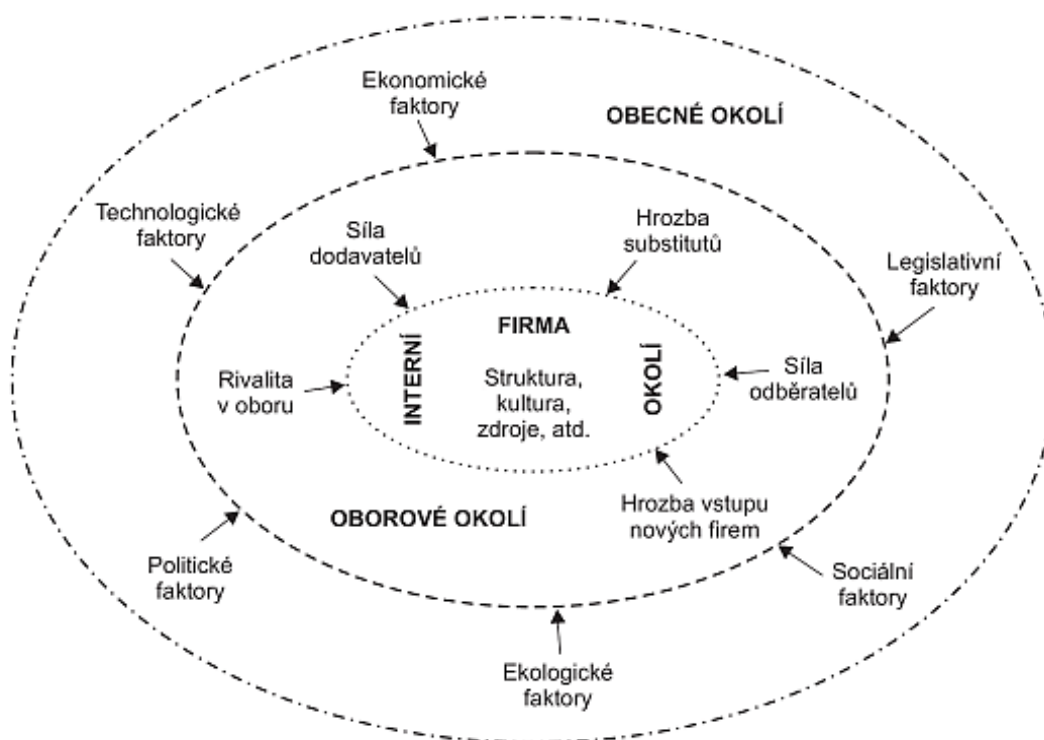 Ekonomické
faktory
OBECNÉ OKOLÍ
Technologické
faktory
Síla
dodavatelů
Hrozba
substitutů
Legislativní
faktory
FIRMA
INTERNÍ
OKOLÍ
Struktura,
kultura,
zdroje, atd.
Rivalita
v oboru
Síla
odběratelů
OBOROVÉ OKOLÍ
Hrozba vstupu
nových firem
Politické
faktory
Sociální
faktory
Ekologické
faktory